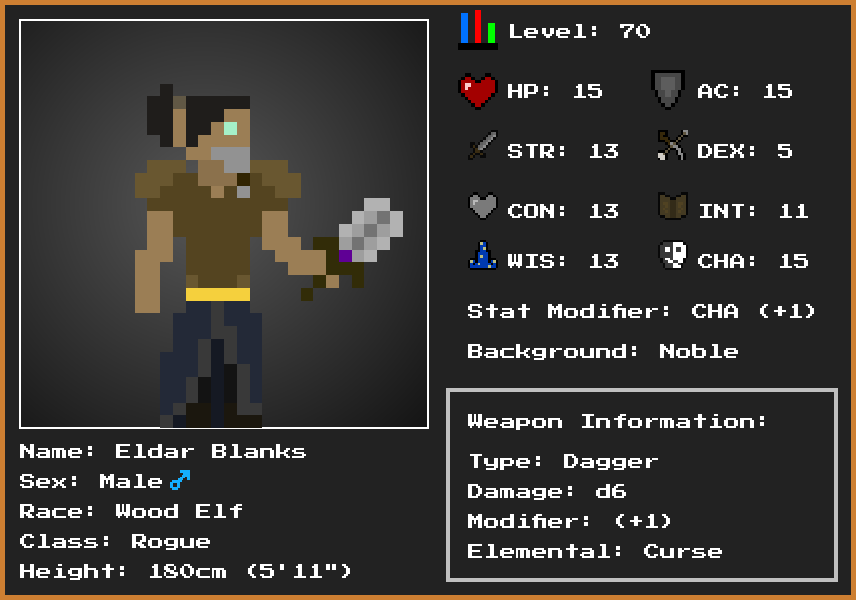 Level: 70
HP: 15
AC: 15
STR: 13
DEX: 5
CON: 13
INT: 11
WIS: 13
CHA: 15
Stat Modifier: CHA (+1)
Background: Noble
Weapon Information:
Type: Dagger
Damage: d6
Modifier: (+1)
Elemental: Curse
Name: Eldar Blanks
Sex: Male♂
Race: Wood Elf
Class: Rogue
Height: 180cm (5'11")